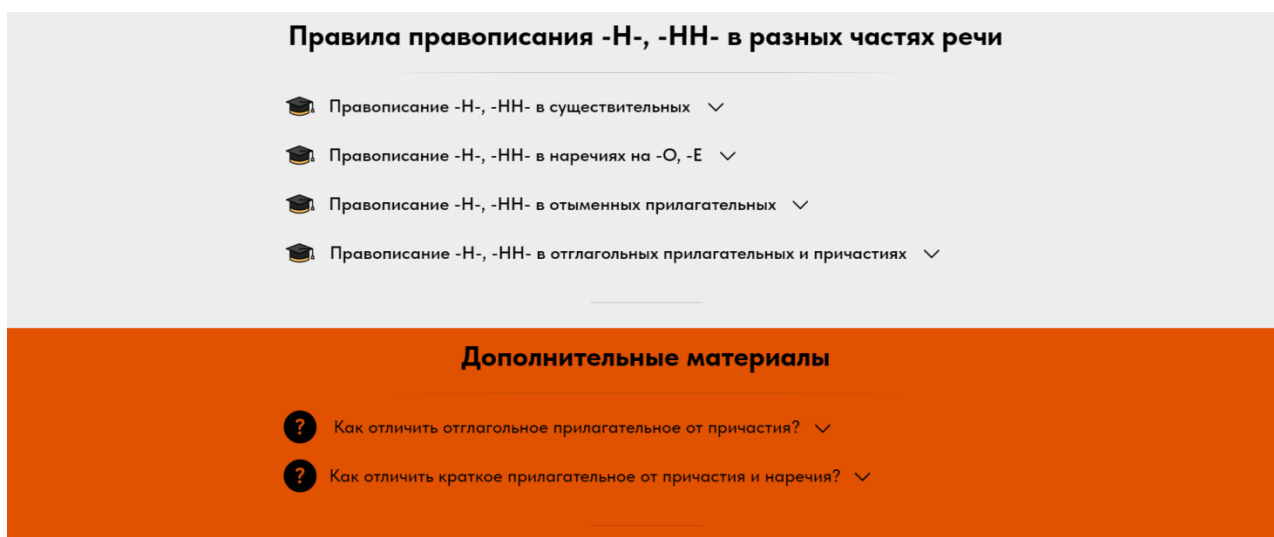 Правила правописания -Н-, -НН- в разных частях речи
Правописание -Н-, -НН- в существительных
Правописание -Н-, -НН- в наречиях на -О, -Е
Правописание -Н-, -НН- в отыменных прилагательных
Правописание -Н-, -НН- в отглагольных прилагательных и причастиях
Дополнительные материалы
? Как отличить отглагольное прилагательное от причастия?
? Как отличить краткое прилагательное от причастия и наречия?